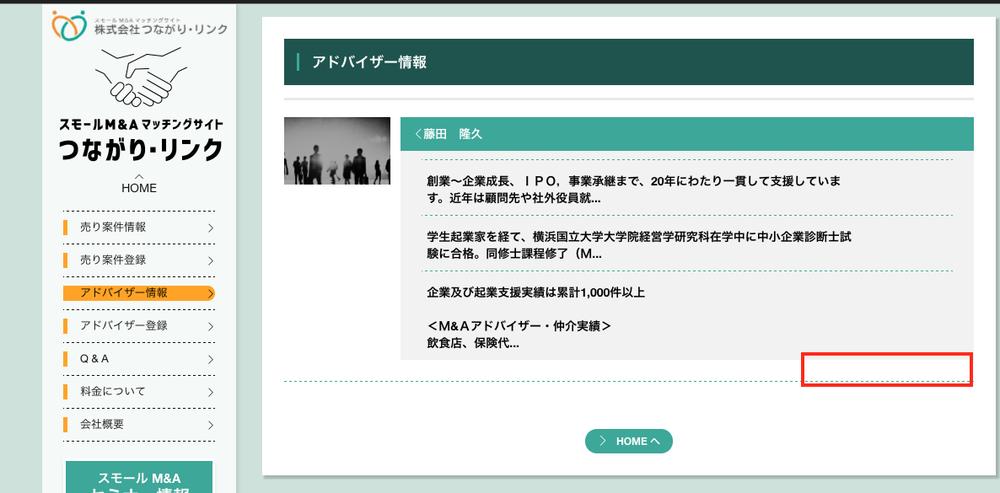 スモールM&Aマッチングサイト
株式会社つながり・リンク
スモールM&Aマッチングサイト
つながり・リンク
HOME
売り案件情報
売り案件登録
アドバイザー情報
アドバイザー登録
Q&A
料金について
会社概要
スモール M&A
アドバイザー情報
藤田　隆久
創業～企業成長、ＩＰＯ，事業承継まで、20年にわたり一貫して支援していま
す。近年は顧問先や社外役員就...
学生起業家を経て、横浜国立大学大学院経営学研究科在学中に中小企業診断士試
験に合格。同修士課程修了（M...
企業及び起業支援実績は累計1,000件以上
＜M&Aアドバイザー・仲介実績＞
飲食店、保険代...
HOME へ